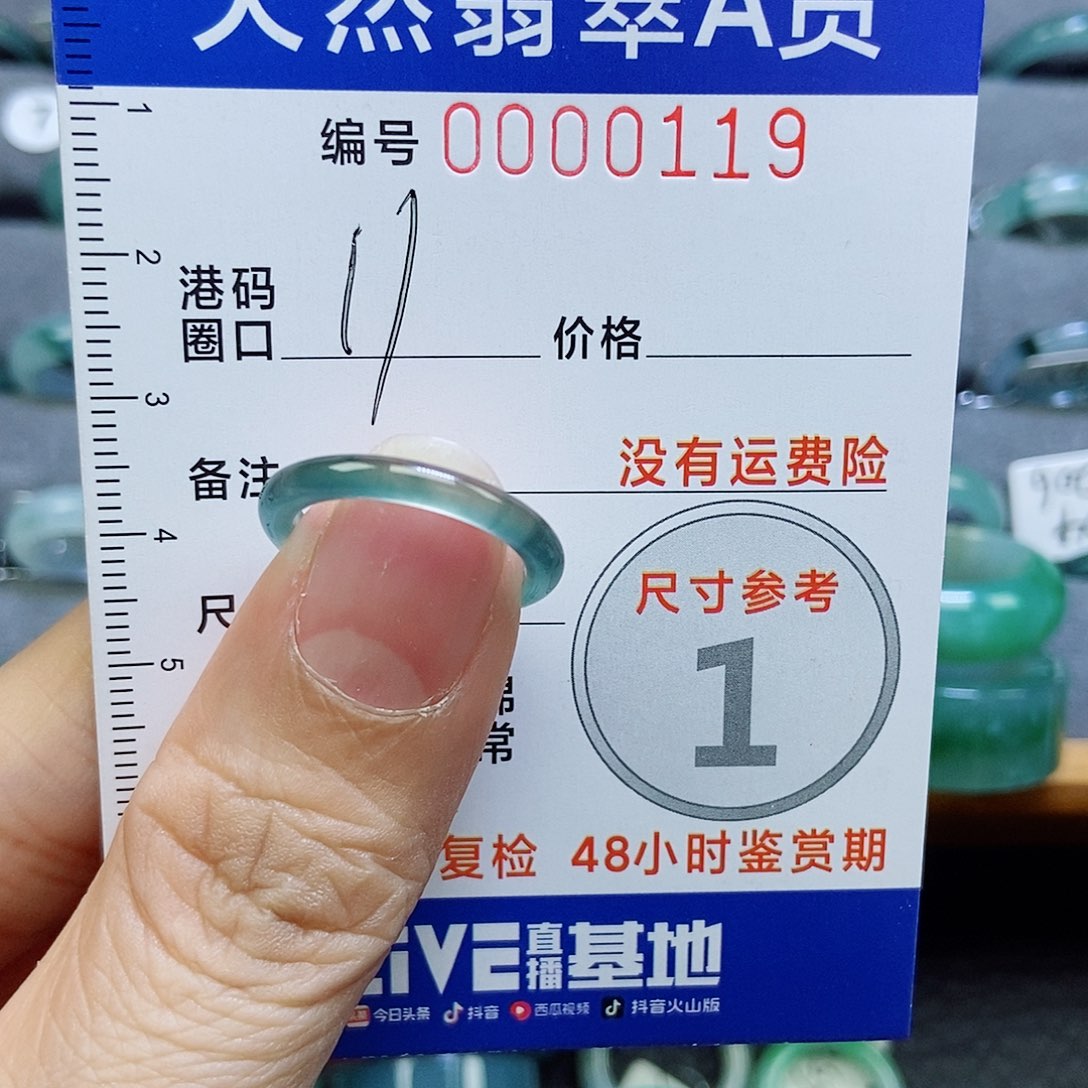 天然翡翠A货
编号 0000119
港码
圈口 17 价格
备注
没有运费险
尺寸参考
1
尺
常
复检 48小时鉴赏期
LiVE直播基地
今日头条 抖音 西瓜视频 抖音火山版
1
2
3
4
5
7